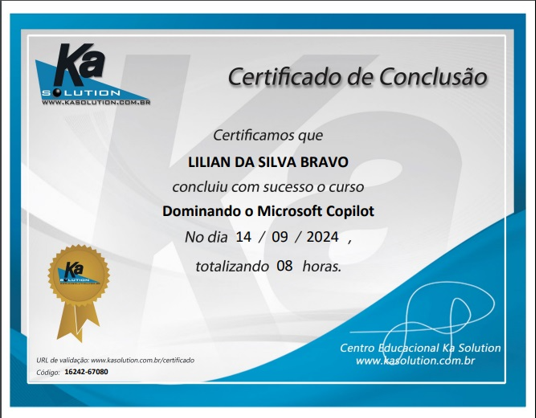 Ka
SOLUTION
WWW.KASOLUTION.COM.BR
Certificado de Conclusão
Certificamos que
LILIAN DA SILVA BRAVO
concluiu com sucesso o curso
Dominando o Microsoft Copilot
No dia 14 / 09 / 2024 ,
totalizando 08 horas.
Ka
SOLUTION
URL de validação: www.kasolution.com.br/certificado
Código: 16242-67080
Centro Educacional Ka Solution
www.kasolution.com.br